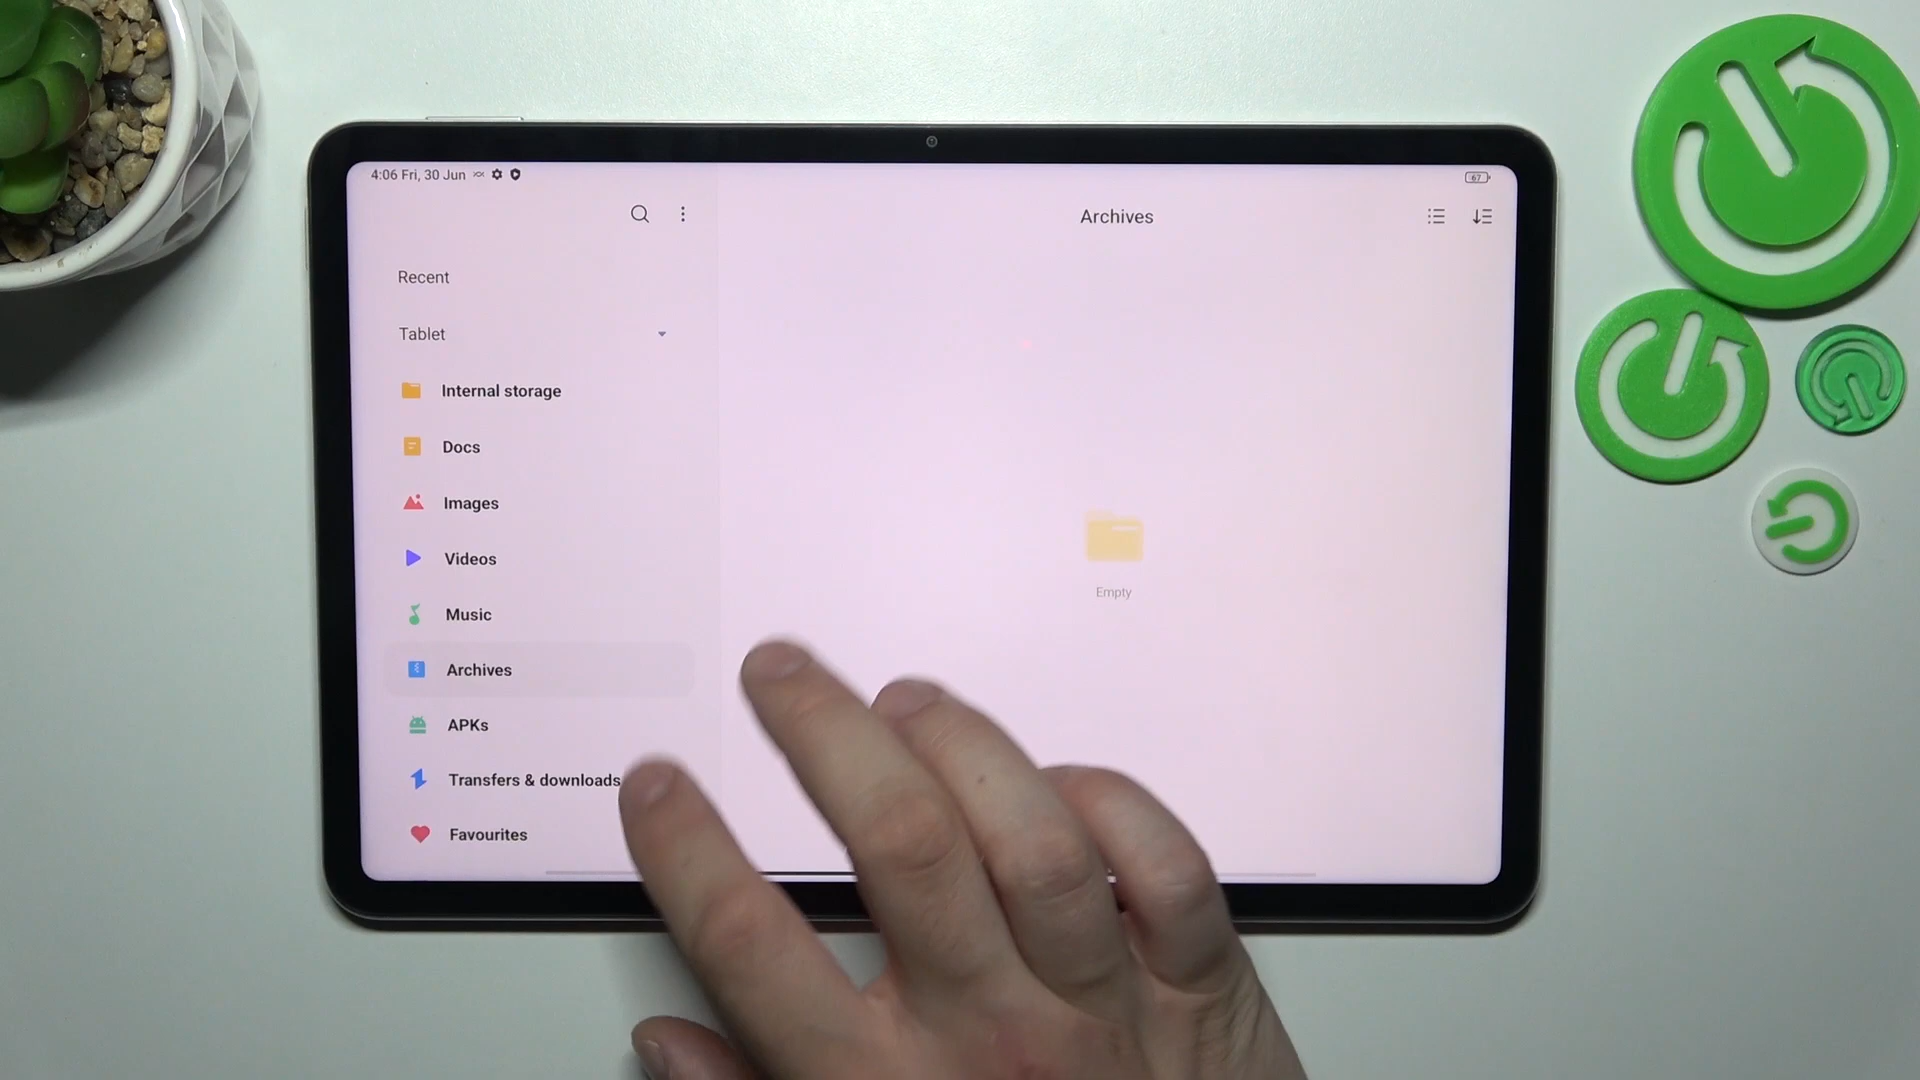 4:06 Fri, 30 Jun
67
Archives
Recent
Tablet
Internal storage
Docs
Images
Videos
Music
Archives
APKs
Transfers & downloads
Favourites
Empty